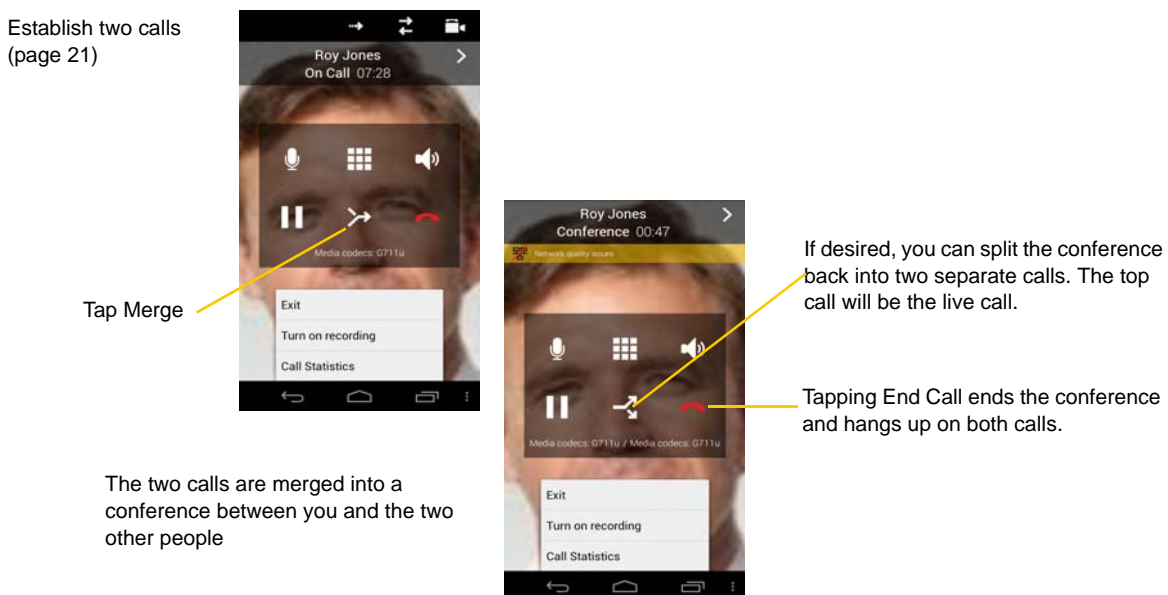 Establish two calls
(page 21)
Roy Jones
On Call 07:28
Media codecs: G711u
Exit
Turn on recording
Call Statistics
Tap Merge
The two calls are merged into a
conference between you and the two
other people
Roy Jones
Conference 00:47
Network quality issues
Media codecs: G711u / Media codecs: G711u
Exit
Turn on recording
Call Statistics
If desired, you can split the conference
back into two separate calls. The top
call will be the live call.
Tapping End Call ends the conference
and hangs up on both calls.